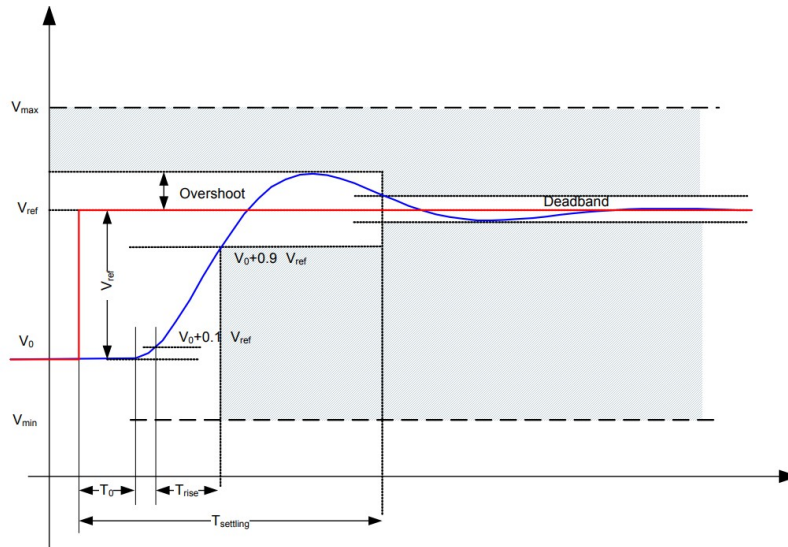 Vmax
Overshoot
Deadband
Vref
Vref
V0+0.9 Vref
V0
V0+0.1 Vref
Vmin
T0
Trise
Tsettling